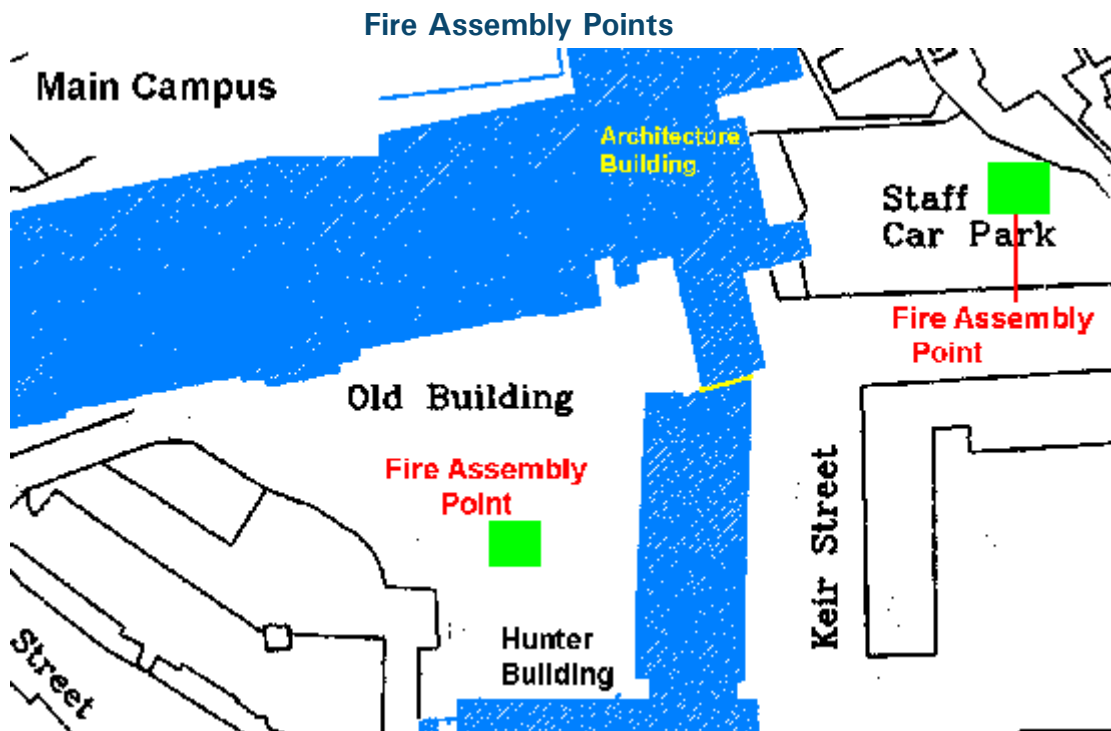 Fire Assembly Points
Main Campus
Architecture
Building
Staff
Car Park
Fire Assembly
Point
Old Building
Fire Assembly
Point
Keir Street
Hunter
Building
Street